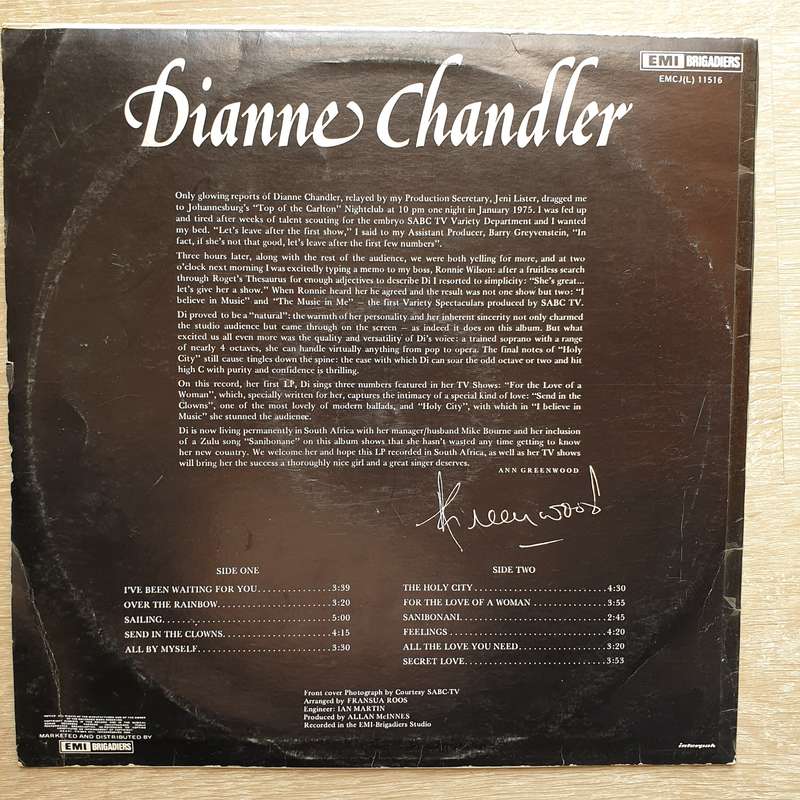 EMI BRIGADIERS
EMCJ(L) 11516
Dianne Chandler
Only glowing reports of Dianne Chandler, relayed by my Production Secretary, Jeni Lister, dragged me
to Johannesburg's "Top of the Carlton" Nightclub at 10 pm one night in January 1975. I was fed up
and tired after weeks of talent scouting for the embryo SABC TV Variety Department and I wanted
my bed. "Let's leave after the first show," I said to my Assistant Producer, Barry Greyvenstein, "In
fact, if she's not that good, let's leave after the first few numbers".
Three hours later, along with the rest of the audience, we were both yelling for more, and at two
o'clock next morning I was excitedly typing a memo to my boss, Ronnie Wilson: after a fruitless search
through Roget's Thesaurus for enough adjectives to describe Di I resorted to simplicity: "She's great...
let's give her a show." When Ronnie heard her he agreed and the result was not one show but two: "I
believe in Music" and "The Music in Me" – the first Variety Spectaculars produced by SABC TV.
Di proved to be a "natural": the warmth of her personality and her inherent sincerity not only charmed
the studio audience but came through on the screen – as indeed it does on this album. But what
excited us all even more was the quality and versatility of Di's voice: a trained soprano with a range
of nearly 4 octaves, she can handle virtually anything from pop to opera. The final notes of "Holy
City" still cause tingles down the spine: the ease with which Di can soar the odd octave or two and hit
high C with purity and confidence is thrilling.
On this record, her first LP, Di sings three numbers featured in her TV Shows: "For the Love of a
Woman", which, specially written for her, captures the intimacy of a special kind of love: "Send in the
Clowns", one of the most lovely of modern ballads, and "Holy City", with which in "I believe in
Music" she stunned the audience.
Di is now living permanently in South Africa with her manager/husband Mike Bourne and her inclusion
of a Zulu song "Sanibonane" on this album shows that she hasn't wasted any time getting to know
her new country. We welcome her and hope this LP recorded in South Africa, as well as her TV shows
will bring her the success a thoroughly nice girl and a great singer deserves.
ANN GREENWOOD
SIDE ONE
I'VE BEEN WAITING FOR YOU..............3:39
OVER THE RAINBOW......................3:20
SAILING................................5:00
SEND IN THE CLOWNS.....................4:15
ALL BY MYSELF..........................3:30
SIDE TWO
THE HOLY CITY..........................4:30
FOR THE LOVE OF A WOMAN...............3:55
SANIBONANI.............................2:45
FEELINGS...............................4:20
ALL THE LOVE YOU NEED..................3:20
SECRET LOVE............................3:53
Front cover Photograph by Courtesy SABC-TV
Arranged by FRANSUA ROOS
Engineer: IAN MARTIN
Produced by ALLAN McINNES
Recorded in the EMI-Brigadiers Studio
MARKETED AND DISTRIBUTED BY
EMI BRIGADIERS
interpak